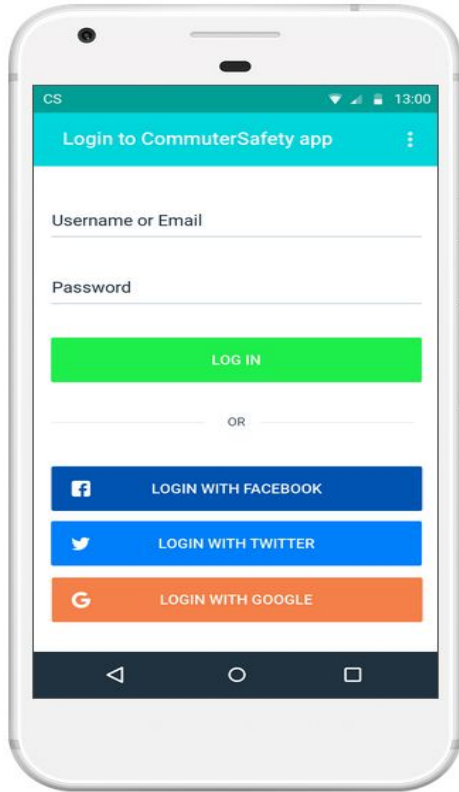 CS 13:00
Login to CommuterSafety app
Username or Email
Password
LOG IN
OR
LOGIN WITH FACEBOOK
LOGIN WITH TWITTER
LOGIN WITH GOOGLE